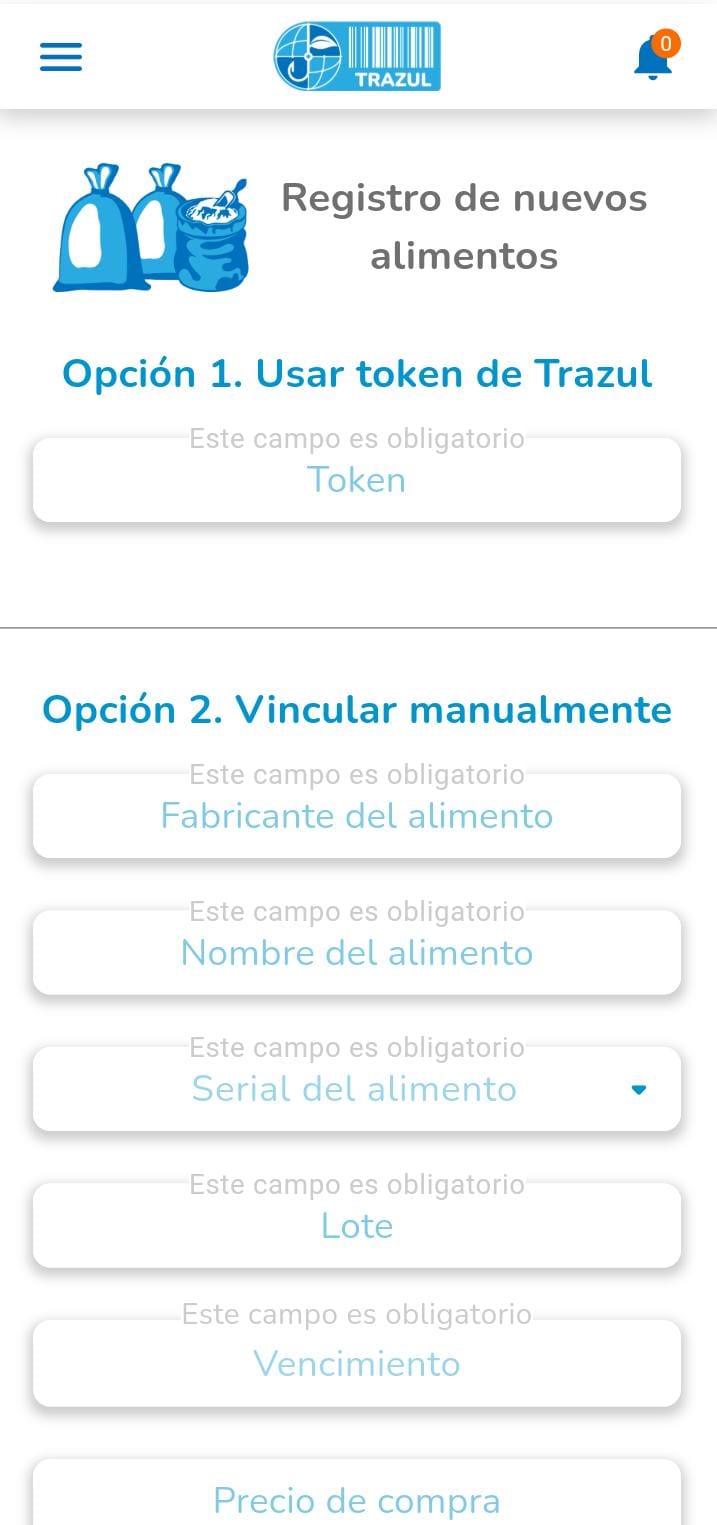 TRAZUL
0
Registro de nuevos
alimentos
Opción 1. Usar token de Trazul
Este campo es obligatorio
Token
Opción 2. Vincular manualmente
Este campo es obligatorio
Fabricante del alimento
Este campo es obligatorio
Nombre del alimento
Este campo es obligatorio
Serial del alimento
Este campo es obligatorio
Lote
Este campo es obligatorio
Vencimiento
Precio de compra